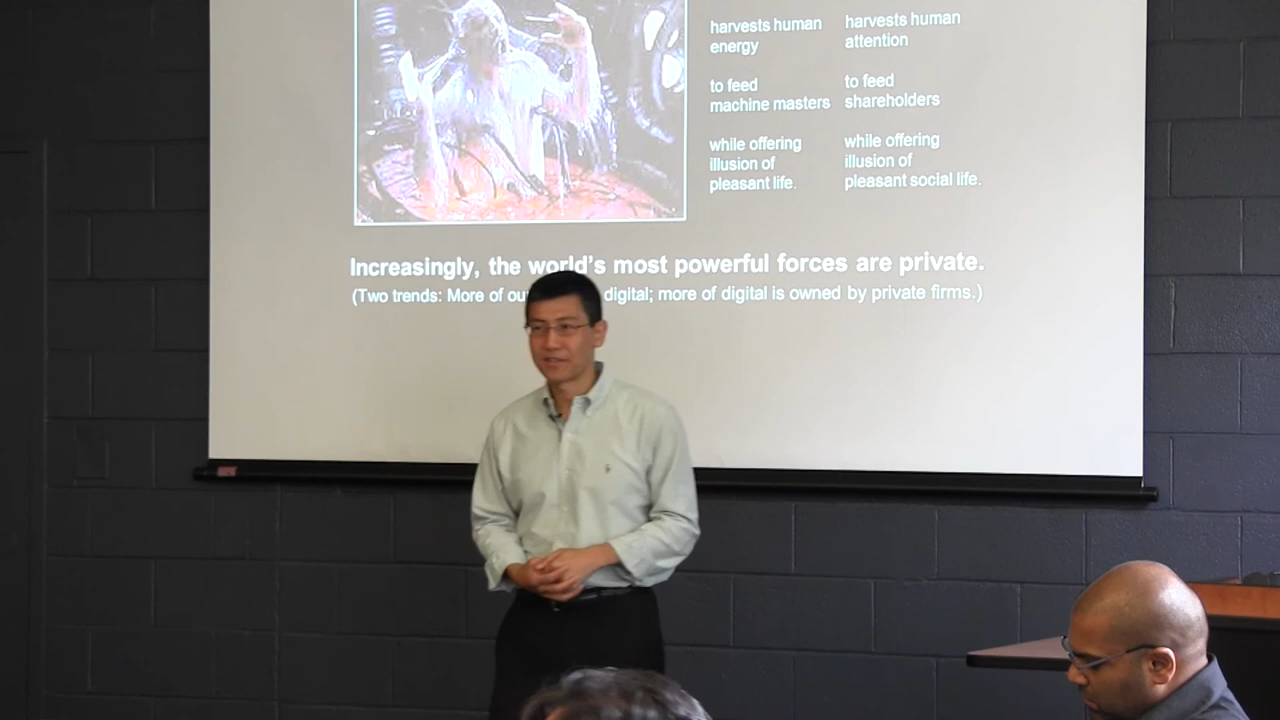 harvests human
energy
to feed
machine masters
while offering
illusion of
pleasant life.
harvests human
attention
to feed
shareholders
while offering
illusion of
pleasant social life.
Increasingly, the world's most powerful forces are private.
(Two trends: More of digital; more of digital is owned by private firms.)